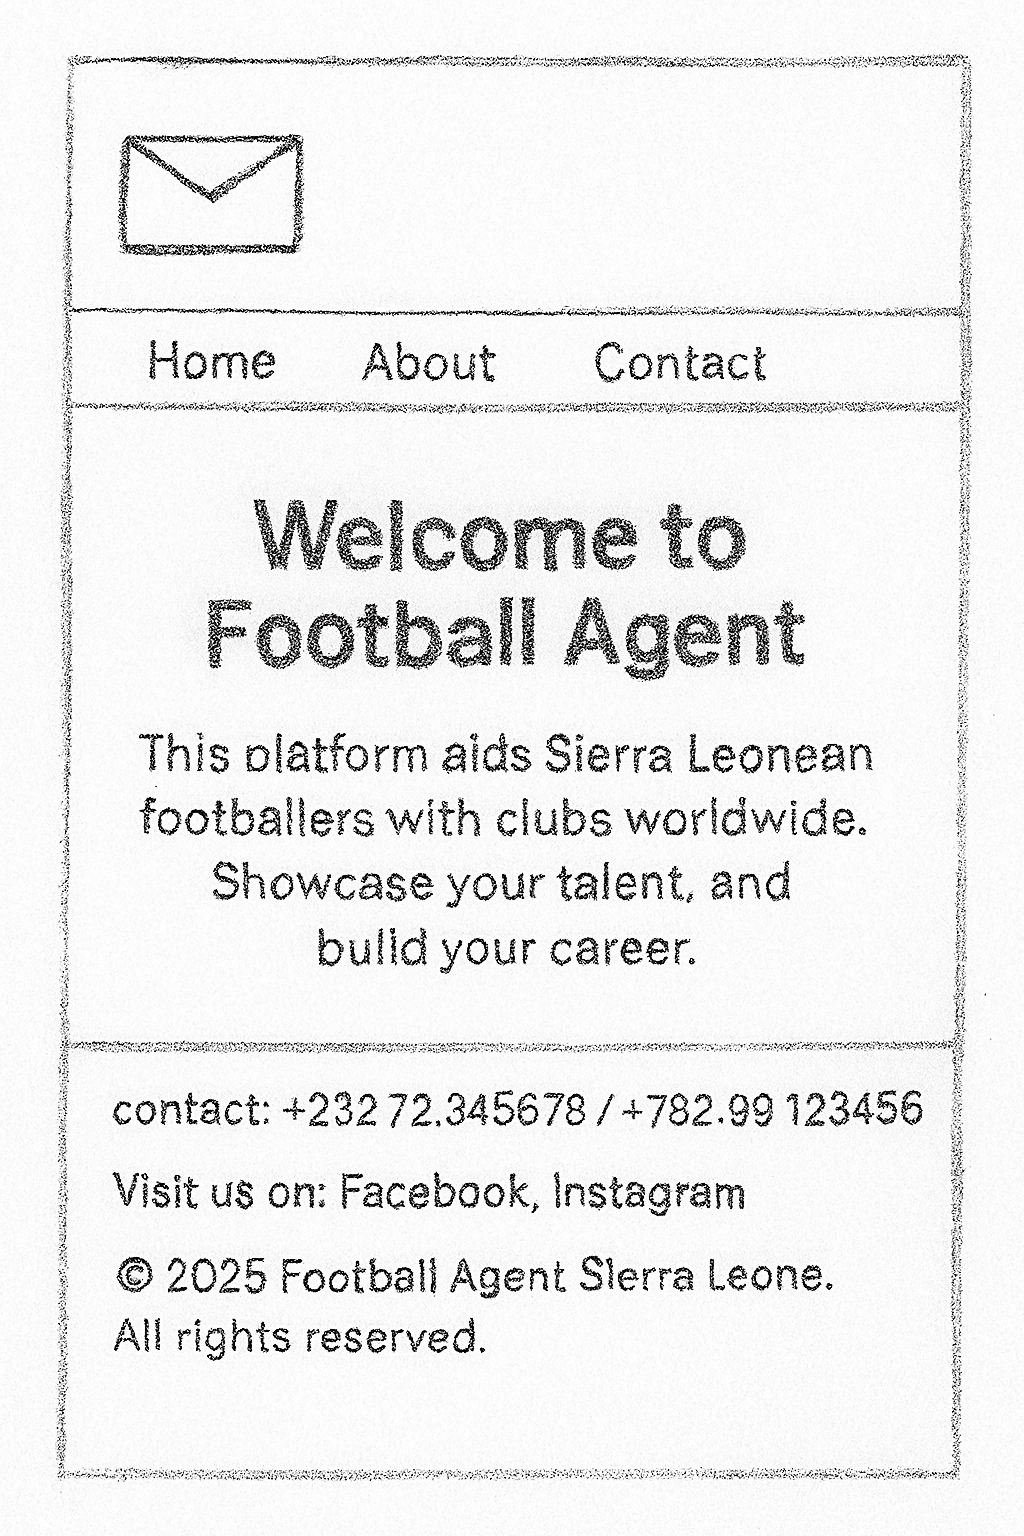 Home About Contact
Welcome to
Football Agent
This platform aids Sierra Leonean
footballers with clubs worldwide.
Showcase your talent, and
build your career.
contact: +232 72.345678 / +782.99 123456
Visit us on: Facebook, Instagram
© 2025 Football Agent Sierra Leone.
All rights reserved.